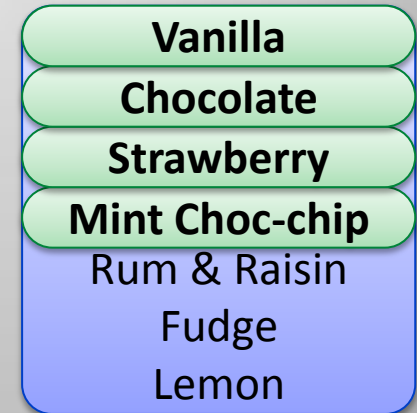 Vanilla
Chocolate
Strawberry
Mint Choc-chip
Rum & Raisin
Fudge
Lemon